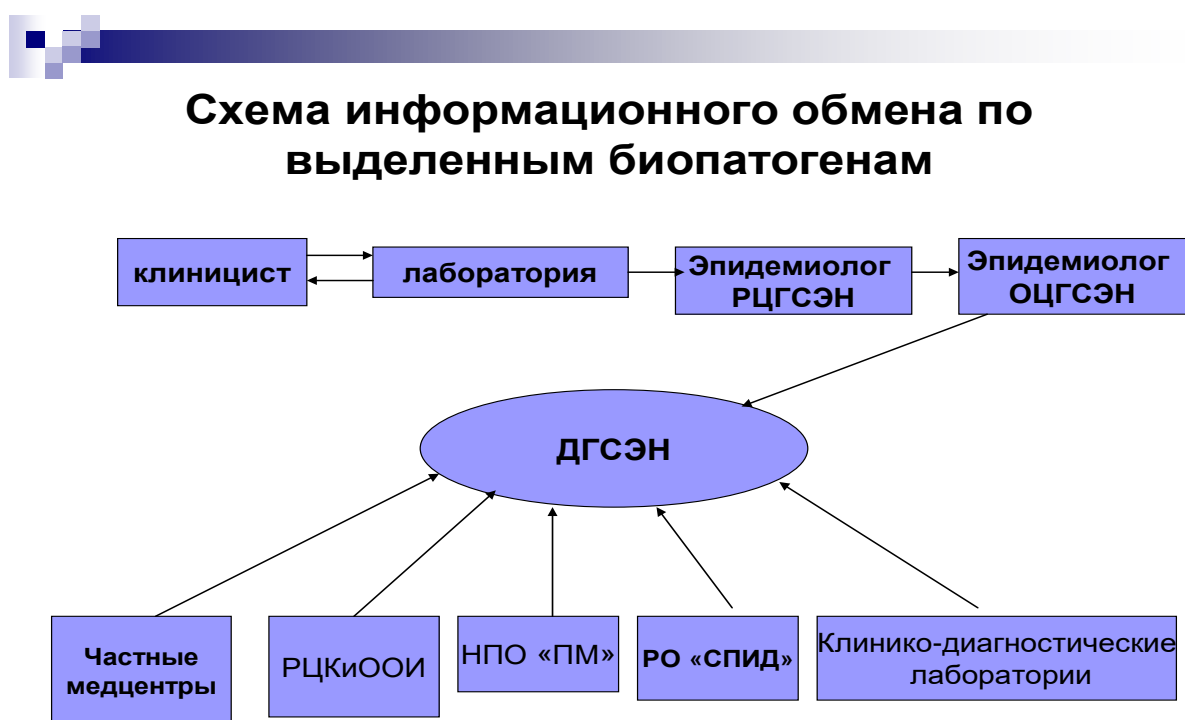 Схема информационного обмена по
выделенным биопатогенам
клиницист
лаборатория
Эпидемиолог
РЦГСЭН
Эпидемиолог
ОЦГСЭН
ДГСЭН
Частные
медцентры
РЦКиООИ
НПО «ПМ»
РО «СПИД»
Клинико-диагностические
лаборатории